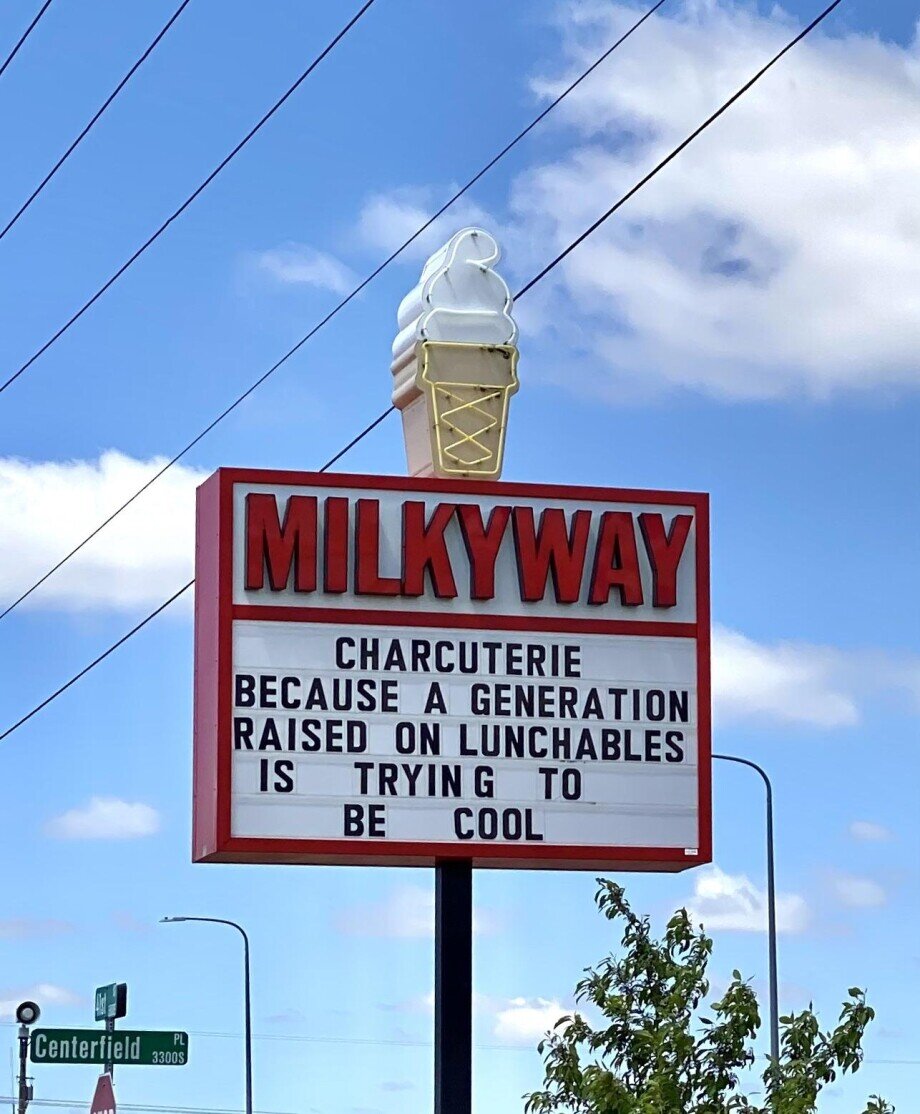 MILKYWAY
CHARCUTERIE
BECAUSE A GENERATION
RAISED ON LUNCHABLES
IS TRYING TO
BE COOL
Centerfield PL
3300S